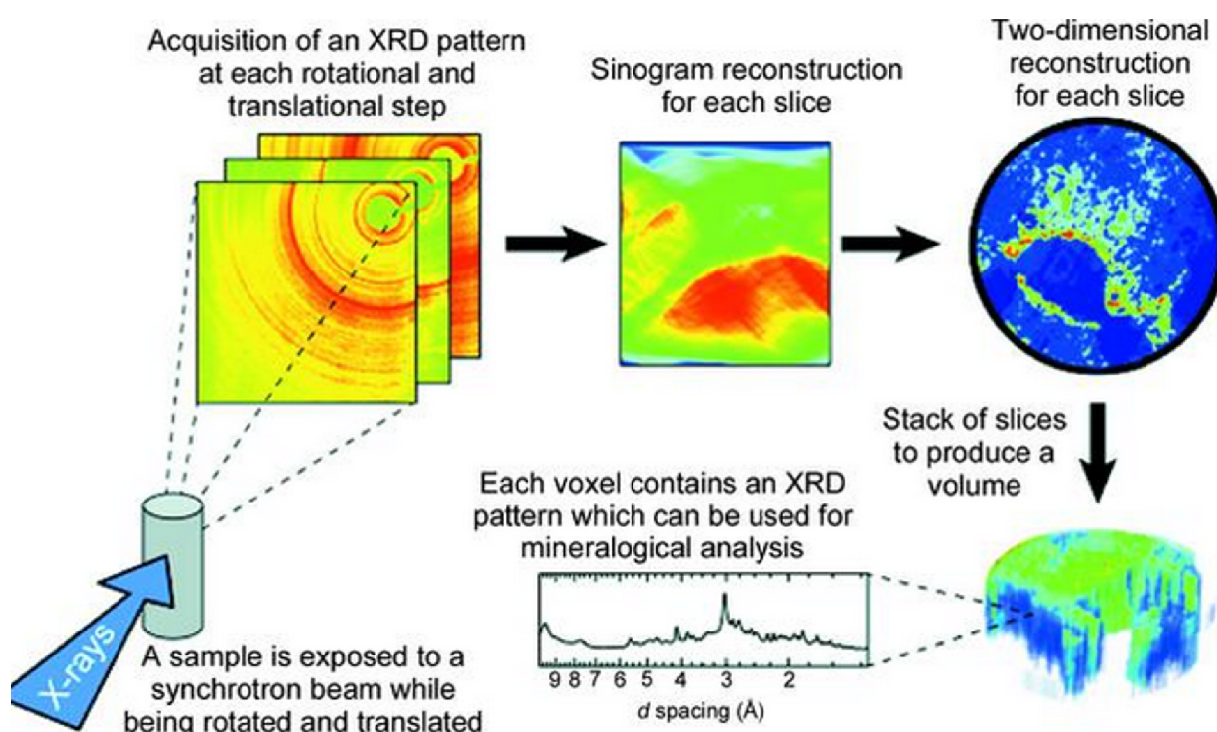 Acquisition of an XRD pattern
at each rotational and
translational step
Sinogram reconstruction
for each slice
Two-dimensional
reconstruction
for each slice
Stack of slices
to produce a
volume
Each voxel contains an XRD
pattern which can be used for
mineralogical analysis
9 8 7 6 5 4 3 2
d spacing (Å)
X-rays
A sample is exposed to a
synchrotron beam while
being rotated and translated